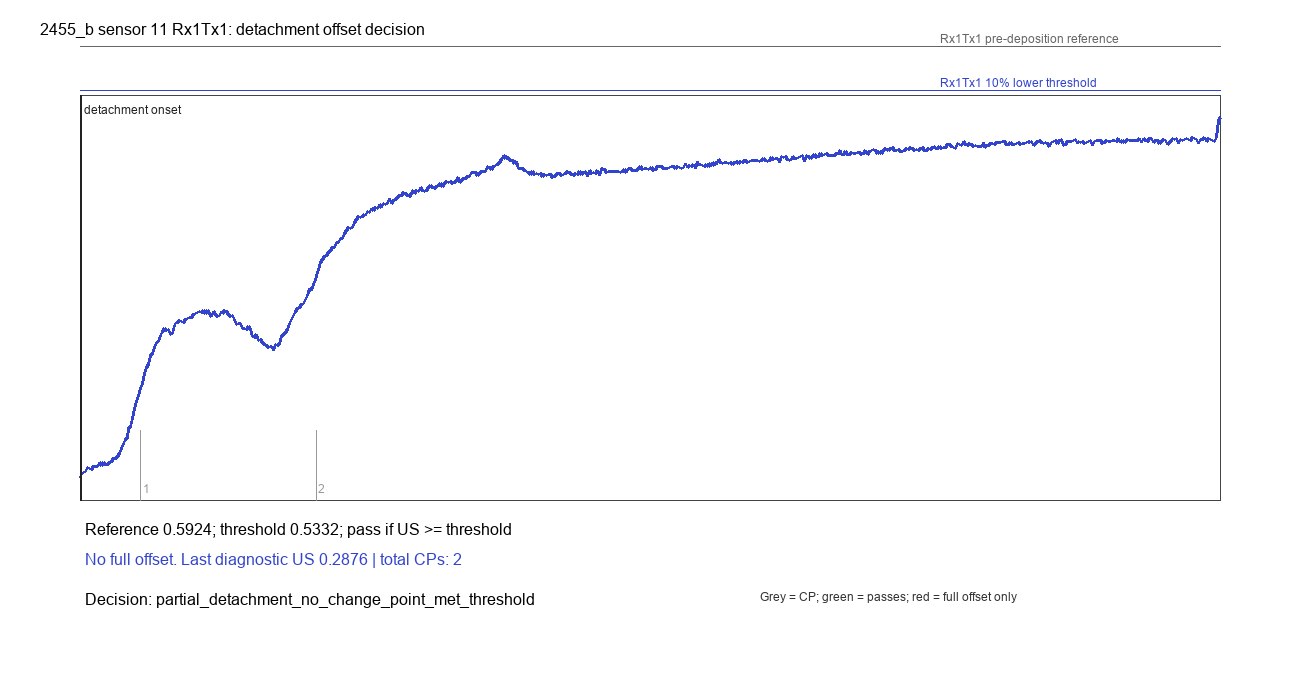 2455_b sensor 11 Rx1Tx1: detachment offset decision
Rx1Tx1 pre-deposition reference
Rx1Tx1 10% lower threshold
detachment onset
1
2
Reference 0.5924; threshold 0.5332; pass if US >= threshold
No full offset. Last diagnostic US 0.2876 | total CPs: 2
Decision: partial_detachment_no_change_point_met_threshold
Grey = CP; green = passes; red = full offset only